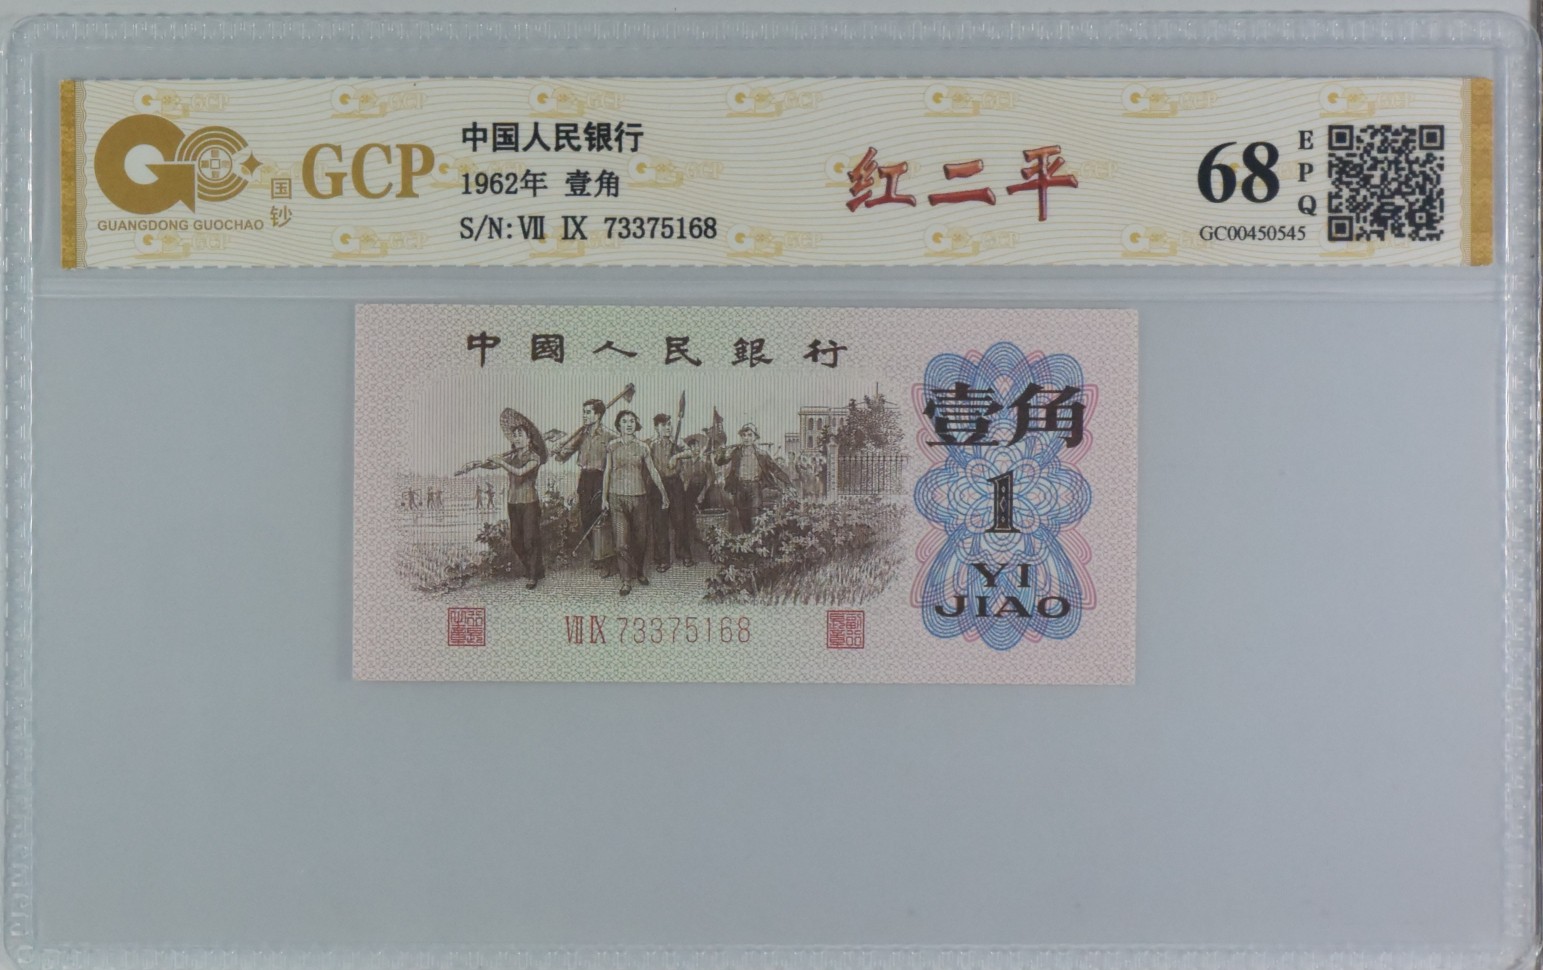 GCP
国钞
GUANGDONG GUOCHAO
中国人民银行
1962年 壹角
S/N: Ⅶ Ⅸ 73375168
红二平
68
EPQ
GC00450545
中國人民銀行
壹角
1
YI
JIAO
Ⅶ Ⅸ 73375168